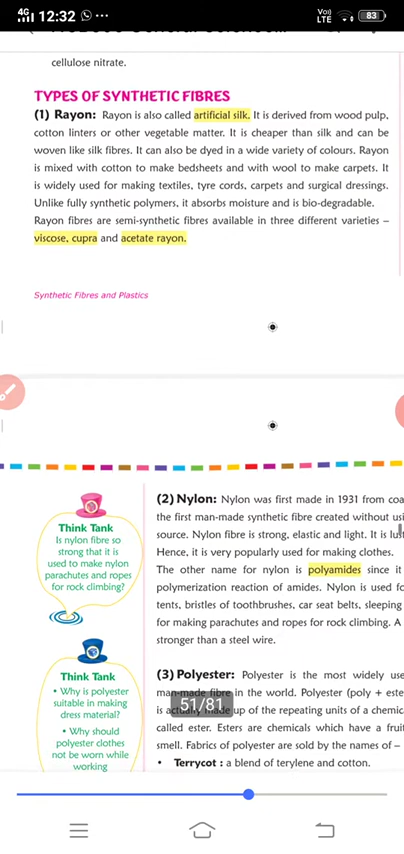 4G 12:32 Vo)) LTE 83
cellulose nitrate.
TYPES OF SYNTHETIC FIBRES
(1) Rayon: Rayon is also called artificial silk. It is derived from wood pulp,
cotton linters or other vegetable matter. It is cheaper than silk and can be
woven like silk fibres. It can also be dyed in a wide variety of colours. Rayon
is mixed with cotton to make bedsheets and with wool to make carpets. It
is widely used for making textiles, tyre cords, carpets and surgical dressings.
Unlike fully synthetic polymers, it absorbs moisture and is bio-degradable.
Rayon fibres are semi-synthetic fibres available in three different varieties –
viscose, cupra and acetate rayon.
Synthetic Fibres and Plastics
Think Tank
Is nylon fibre so
strong that it is
used to make nylon
parachutes and ropes
for rock climbing?
Think Tank
• Why is polyester
suitable in making
dress material?
• Why should
polyester clothes
not be worn while
working
(2) Nylon: Nylon was first made in 1931 from coa
the first man-made synthetic fibre created without usi
source. Nylon fibre is strong, elastic and light. It is lust
Hence, it is very popularly used for making clothes.
The other name for nylon is polyamides since it
polymerization reaction of amides. Nylon is used fo
tents, bristles of toothbrushes, car seat belts, sleeping
for making parachutes and ropes for rock climbing. A
stronger than a steel wire.
(3) Polyester: Polyester is the most widely use
man-made fibre in the world. Polyester (poly + este
is actually made up of the repeating units of a chemic
51/81
called ester. Esters are chemicals which have a fruit
smell. Fabrics of polyester are sold by the names of –
• Terrycot : a blend of terylene and cotton.